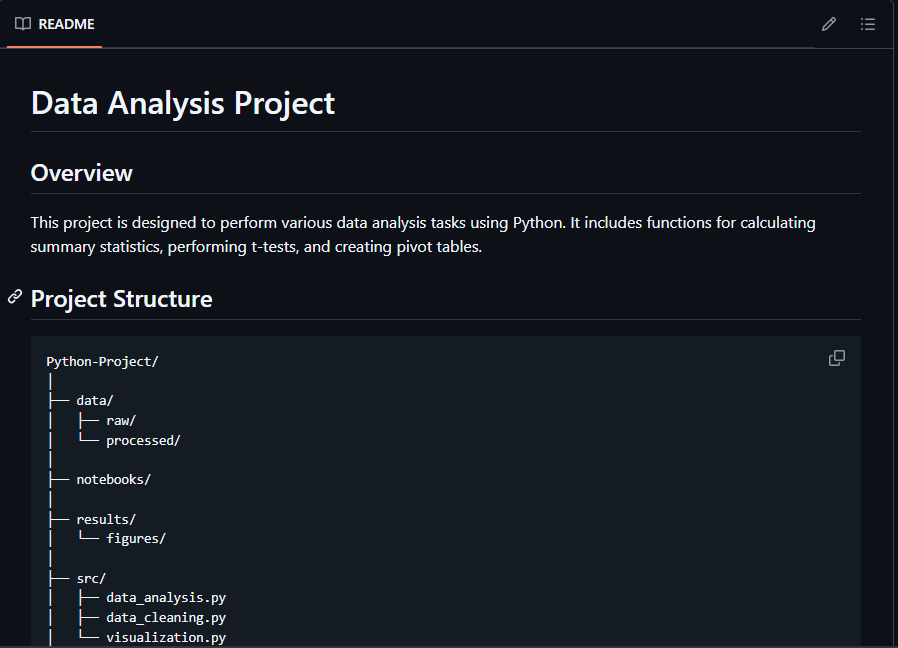 README
Data Analysis Project
Overview
This project is designed to perform various data analysis tasks using Python. It includes functions for calculating
summary statistics, performing t-tests, and creating pivot tables.
Project Structure
Python-Project/
│
├── data/
│   ├── raw/
│   └── processed/
│
├── notebooks/
│
├── results/
│   └── figures/
│
├── src/
│   ├── data_analysis.py
│   ├── data_cleaning.py
│   └── visualization.py